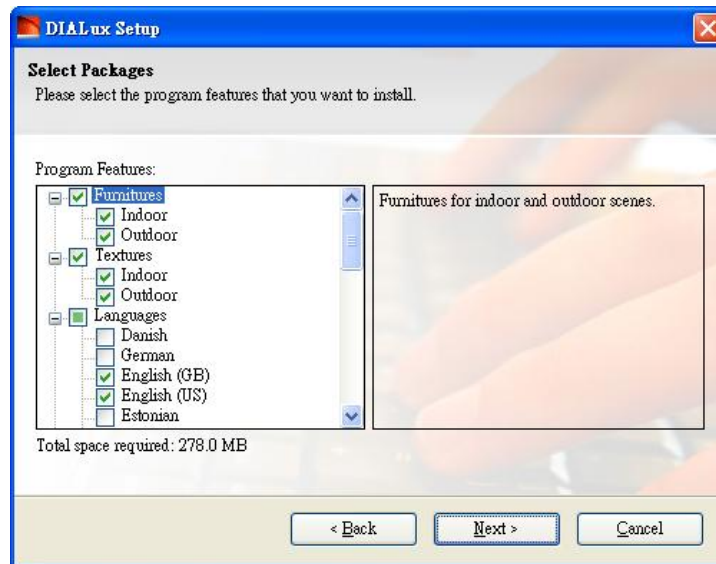 DIALux Setup
Select Packages
Please select the program features that you want to install.
Program Features:
Furnitures
Indoor
Outdoor
Textures
Indoor
Outdoor
Languages
Danish
German
English (GB)
English (US)
Estonian
Furnitures for indoor and outdoor scenes.
Total space required: 278.0 MB
< Back
Next >
Cancel